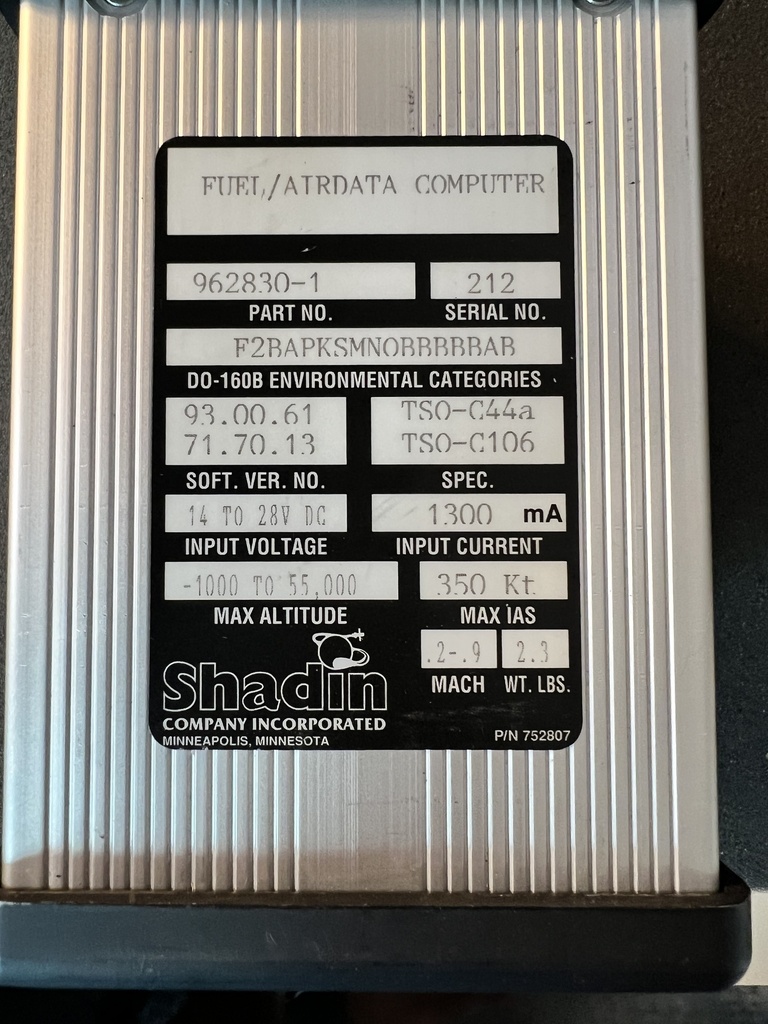 FUEL/AIRDATA COMPUTER
962830-1 212
PART NO. SERIAL NO.
F2BAPKSMNOBBBBBAB
DO-160B ENVIRONMENTAL CATEGORIES
93.00.61 TSO-C44a
71.70.13 TSO-C106
SOFT. VER. NO. SPEC.
14 TO 28V DC 1300 mA
INPUT VOLTAGE INPUT CURRENT
-1000 TO 55,000 350 Kt
MAX ALTITUDE MAX IAS
.2-.9 2.3
MACH WT. LBS.
Shadin
COMPANY INCORPORATED
MINNEAPOLIS, MINNESOTA P/N 752807